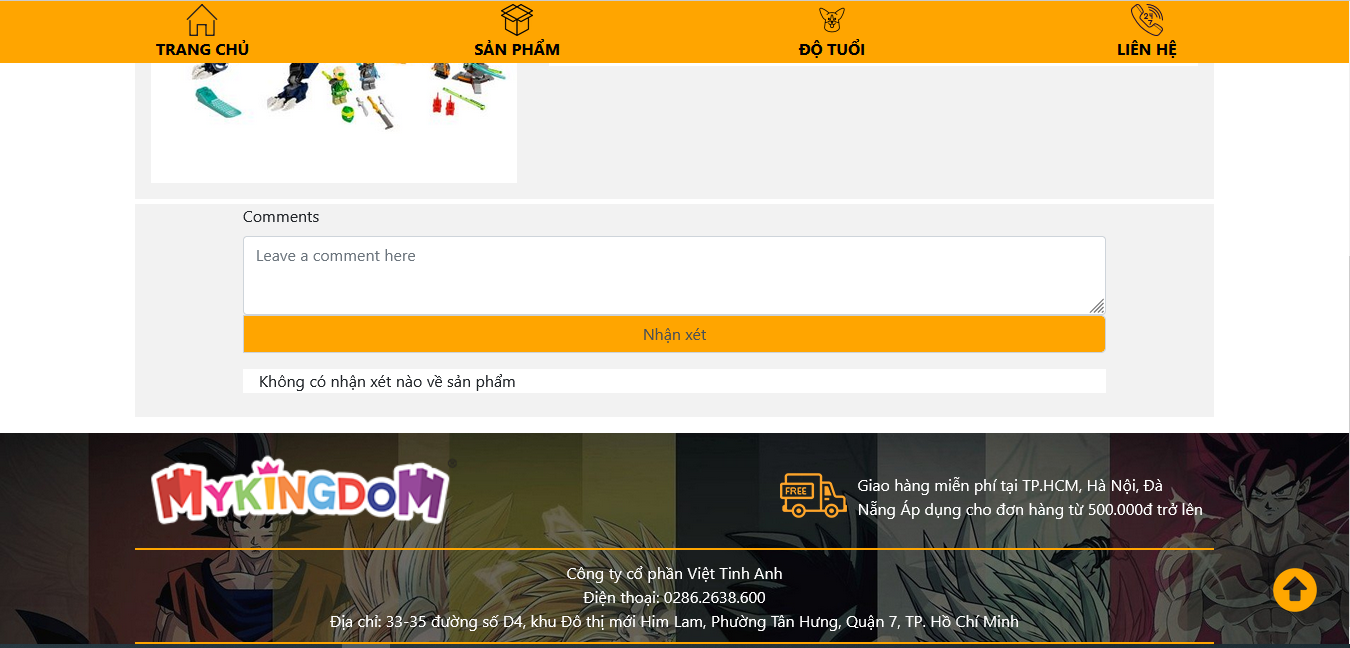 TRANG CHỦ
SẢN PHẨM
ĐỘ TUỔI
24/7
LIÊN HỆ
Comments
Leave a comment here
Nhận xét
Không có nhận xét nào về sản phẩm
MYKINGDOM
FREE
Giao hàng miễn phí tại TP.HCM, Hà Nội, Đà
Nẵng Áp dụng cho đơn hàng từ 500.000đ trở lên
Công ty cổ phần Việt Tinh Anh
Điện thoại: 0286.2638.600
Địa chỉ: 33-35 đường số D4, khu Đô thị mới Him Lam, Phường Tân Hưng, Quận 7, TP. Hồ Chí Minh